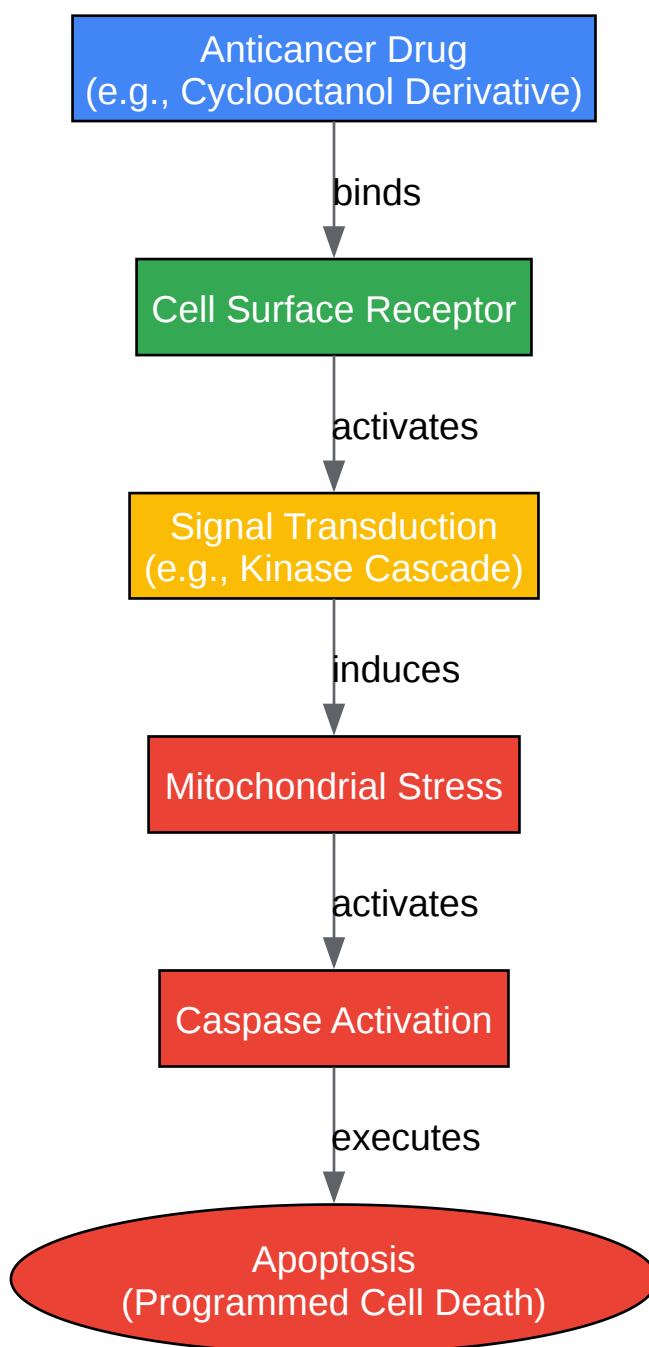 Anticancer Drug
(e.g., Cyclooctanol Derivative)
binds
Cell Surface Receptor
activates
Signal Transduction
(e.g., Kinase Cascade)
induces
Mitochondrial Stress
activates
Caspase Activation
executes
Apoptosis
(Programmed Cell Death)